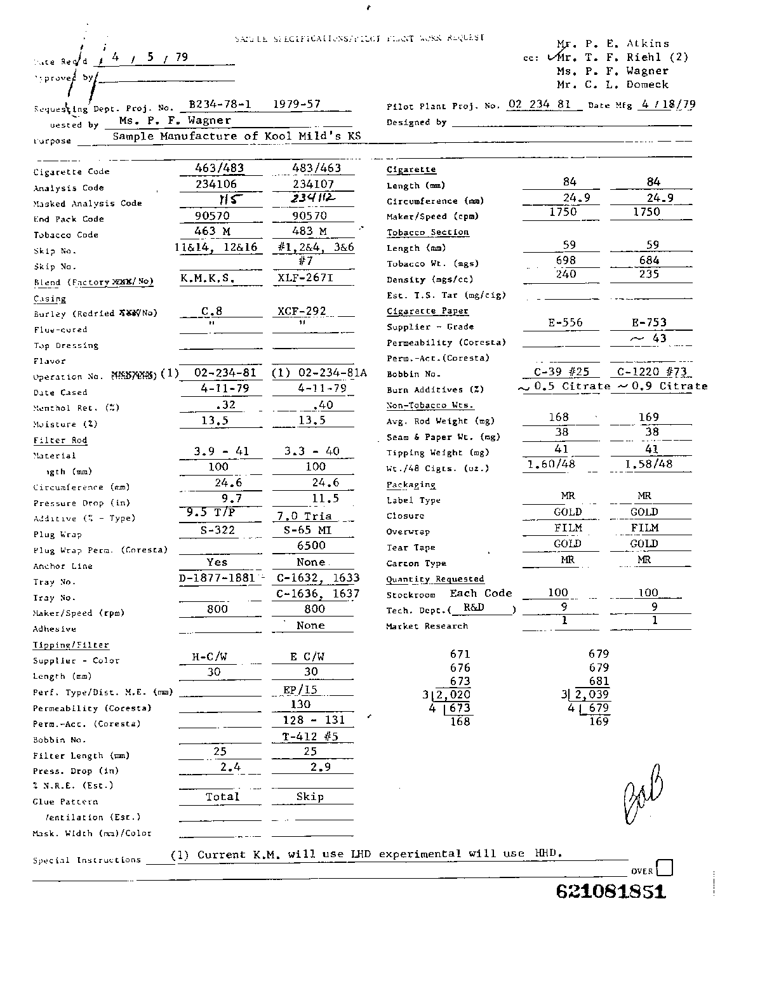 SAMPLE SPECIFICATIONS/PILOT PLANT WORK REQUEST
Mr. P. E. Atkins
cc: Mr. T. F. Riehl (2)
Ms. P. F. Wagner
Mr. C. L. Domeck
Date Req'd 4 / 5 / 79
Approved by
Requesting Dept. Proj. No. B234-78-1 1979-57
Pilot Plant Proj. No. 02 234 81 Date Mfg 4/18/79
uested by Ms. P. F. Wagner
Designed by
Purpose Sample Manufacture of Kool Mild's KS
Cigarette Code 463/483 483/463
Analysis Code 234106 234107
Masked Analysis Code 115 234112
End Pack Code 90570 90570
Tobacco Code 463 M 483 M
Skip No. 11&14, 12&16 #1,2&4, 3&6
Skip No. #7
Blend (Factory /No) K.M.K.S. XLF-267I
Casing
Burley (Redried /No) C.8 XCF-292
Flue-cured " "
Top Dressing
Flavor
Operation No. (1) 02-234-81 (1) 02-234-81A
Date Cased 4-11-79 4-11-79
Menthol Ret. (%) .32 .40
Moisture (%) 13.5 13.5
Filter Rod
Material 3.9 - 41 3.3 - 40
ngth (mm) 100 100
Circumference (mm) 24.6 24.6
Pressure Drop (in) 9.7 11.5
Additive (% - Type) 9.5 T/P 7.0 Tria
Plug Wrap S-322 S-65 MI
Plug Wrap Perm. (Coresta) 6500
Anchor Line Yes None
Tray No. D-1877-1881 C-1632, 1633
Tray No. C-1636, 1637
Maker/Speed (rpm) 800 800
Adhesive None
Tipping/Filter
Supplier - Color H-C/W E C/W
Length (mm) 30 30
Perf. Type/Dist. M.E. (mm) EP/15
Permeability (Coresta) 130
Perm.-Act. (Coresta) 128 - 131
Bobbin No. T-412 #5
Filter Length (mm) 25 25
Press. Drop (in) 2.4 2.9
% N.R.E. (Est.)
Glue Pattern Total Skip
Ventilation (Est.)
Mask. Width (mm)/Color
Cigarette
Length (mm) 84 84
Circumference (mm) 24.9 24.9
Maker/Speed (cpm) 1750 1750
Tobacco Section
Length (mm) 59 59
Tobacco Wt. (mgs) 698 684
Density (mgs/cc) 240 235
Est. T.S. Tar (mg/cig)
Cigarette Paper
Supplier - Grade E-556 E-753
Permeability (Coresta) ~ 43
Perm.-Act.(Coresta)
Bobbin No. C-39 #25 C-1220 #73
Burn Additives (%) ~ 0.5 Citrate ~ 0.9 Citrate
Non-Tobacco Wts.
Avg. Rod Weight (mg) 168 169
Seam & Paper Wt. (mg) 38 38
Tipping Weight (mg) 41 41
Wt./48 Cigts. (oz.) 1.60/48 1.58/48
Packaging
Label Type MR MR
Closure GOLD GOLD
Overwrap FILM FILM
Tear Tape GOLD GOLD
Carton Type MR MR
Quantity Requested
Stockroom Each Code 100 100
Tech. Dept.( R&D ) 9 9
Market Research 1 1
671 679
676 679
673 681
3|2,020 3|2,039
4|673 4|679
168 169
BaB
Special Instructions (1) Current K.M. will use LHD experimental will use HHD.
OVER
621081851